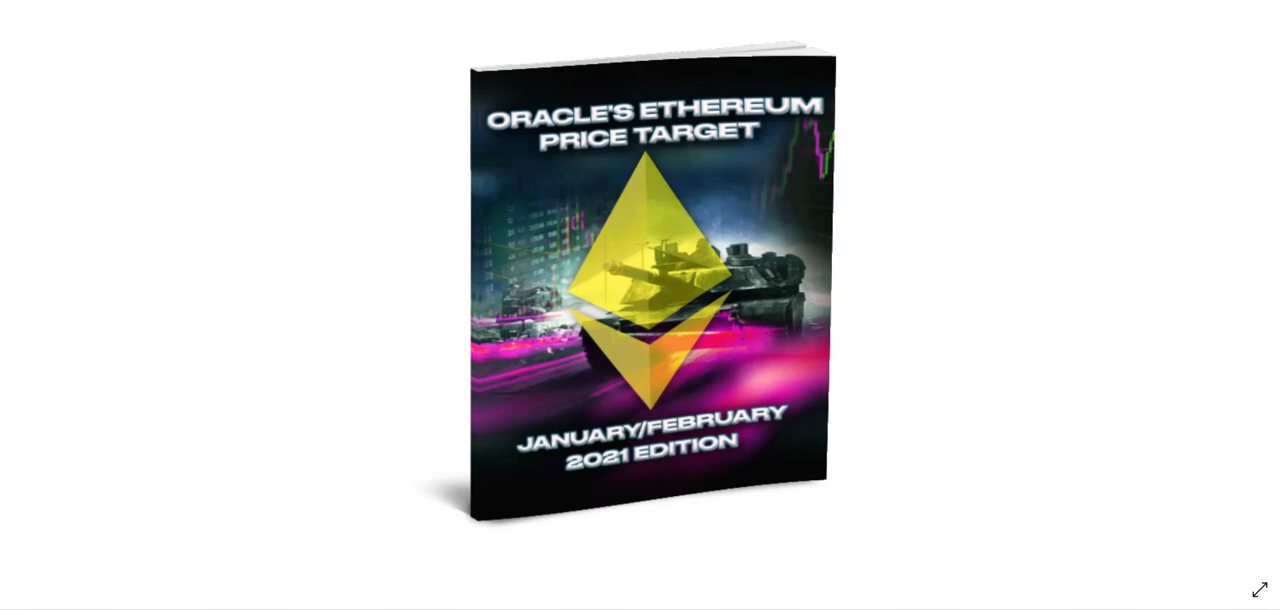 ORACLE'S ETHEREUM
PRICE TARGET
JANUARY/FEBRUARY
2021 EDITION